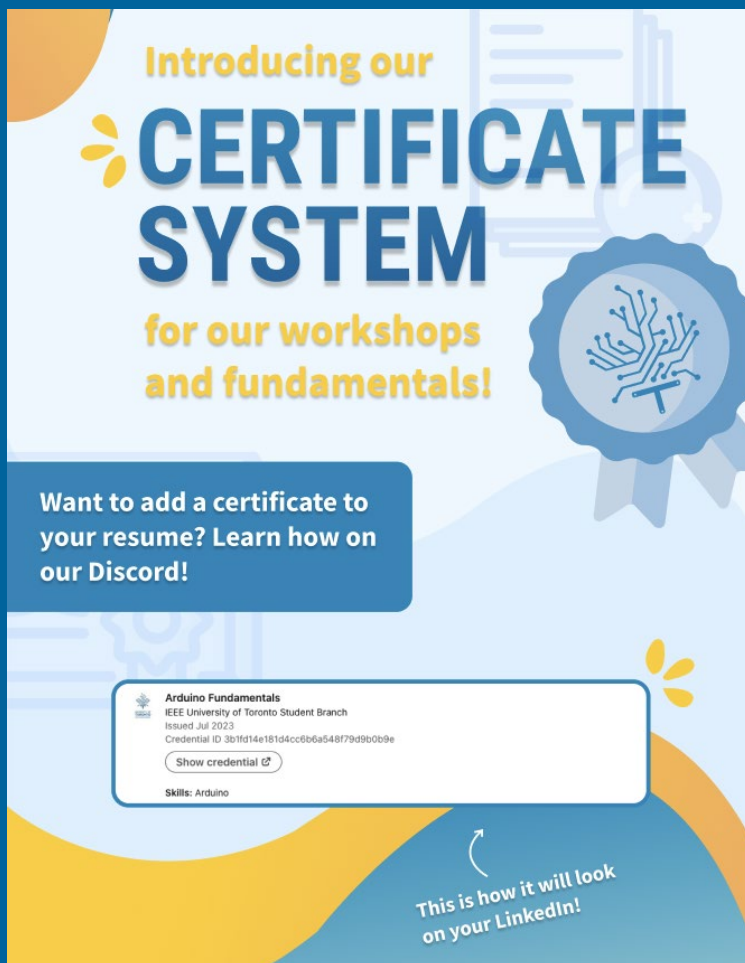 Introducing our
CERTIFICATE
SYSTEM
for our workshops
and fundamentals!
Want to add a certificate to
your resume? Learn how on
our Discord!
Arduino Fundamentals
IEEE University of Toronto Student Branch
Issued Jul 2023
Credential ID 3b1fd14e181d4cc6b6a548f79d9b0b9e
Show credential
Skills: Arduino
This is how it will look
on your LinkedIn!